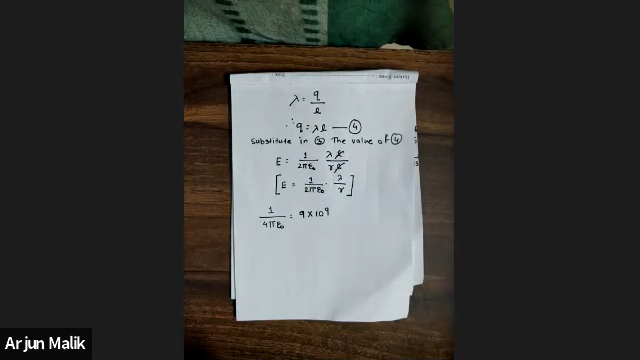 λ = q/l
∴ q = λl — ④
Substitute in ③ The value of ④
E = 1/2πε₀ λl/rl
[E = 1/2πε₀ · λ/r]
1/4πε₀ = 9 × 10⁹
Arjun Malik